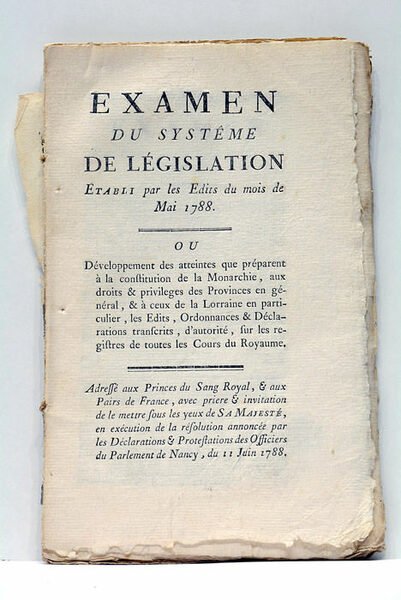 EXAMEN
DU SYSTÊME
DE LÉGISLATION
ETABLI par les Edits du mois de
Mai 1788.
OU
Développement des atteintes que préparent
à la constitution de la Monarchie, aux
droits & privileges des Provinces en gé-
néral, & à ceux de la Lorraine en parti-
culier, les Edits, Ordonnances & Décla-
rations transcrits, d'autorité, sur les re-
gistres de toutes les Cours du Royaume.
Adressé aux Princes du Sang Royal, & aux
Pairs de France, avec priere & invitation
de le mettre sous les yeux de SA MAJESTÉ,
en exécution de la résolution annoncée par
les Déclarations & Protestations des Officiers
du Parlement de Nancy, du 11 Juin 1788.